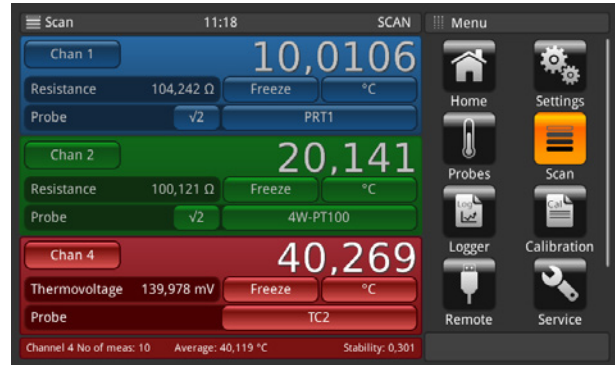 Scan 11:18 SCAN
Chan 1 10,0106
Resistance 104,242 Ω Freeze °C
Probe √2 PRT1
Chan 2 20,141
Resistance 100,121 Ω Freeze °C
Probe √2 4W-PT100
Chan 4 40,269
Thermovoltage 139,978 mV Freeze °C
Probe TC2
Channel 4 No of meas: 10 Average: 40,119 °C Stability: 0,301
Menu
Home Settings
Probes Scan
Log Cal
Logger Calibration
Remote Service